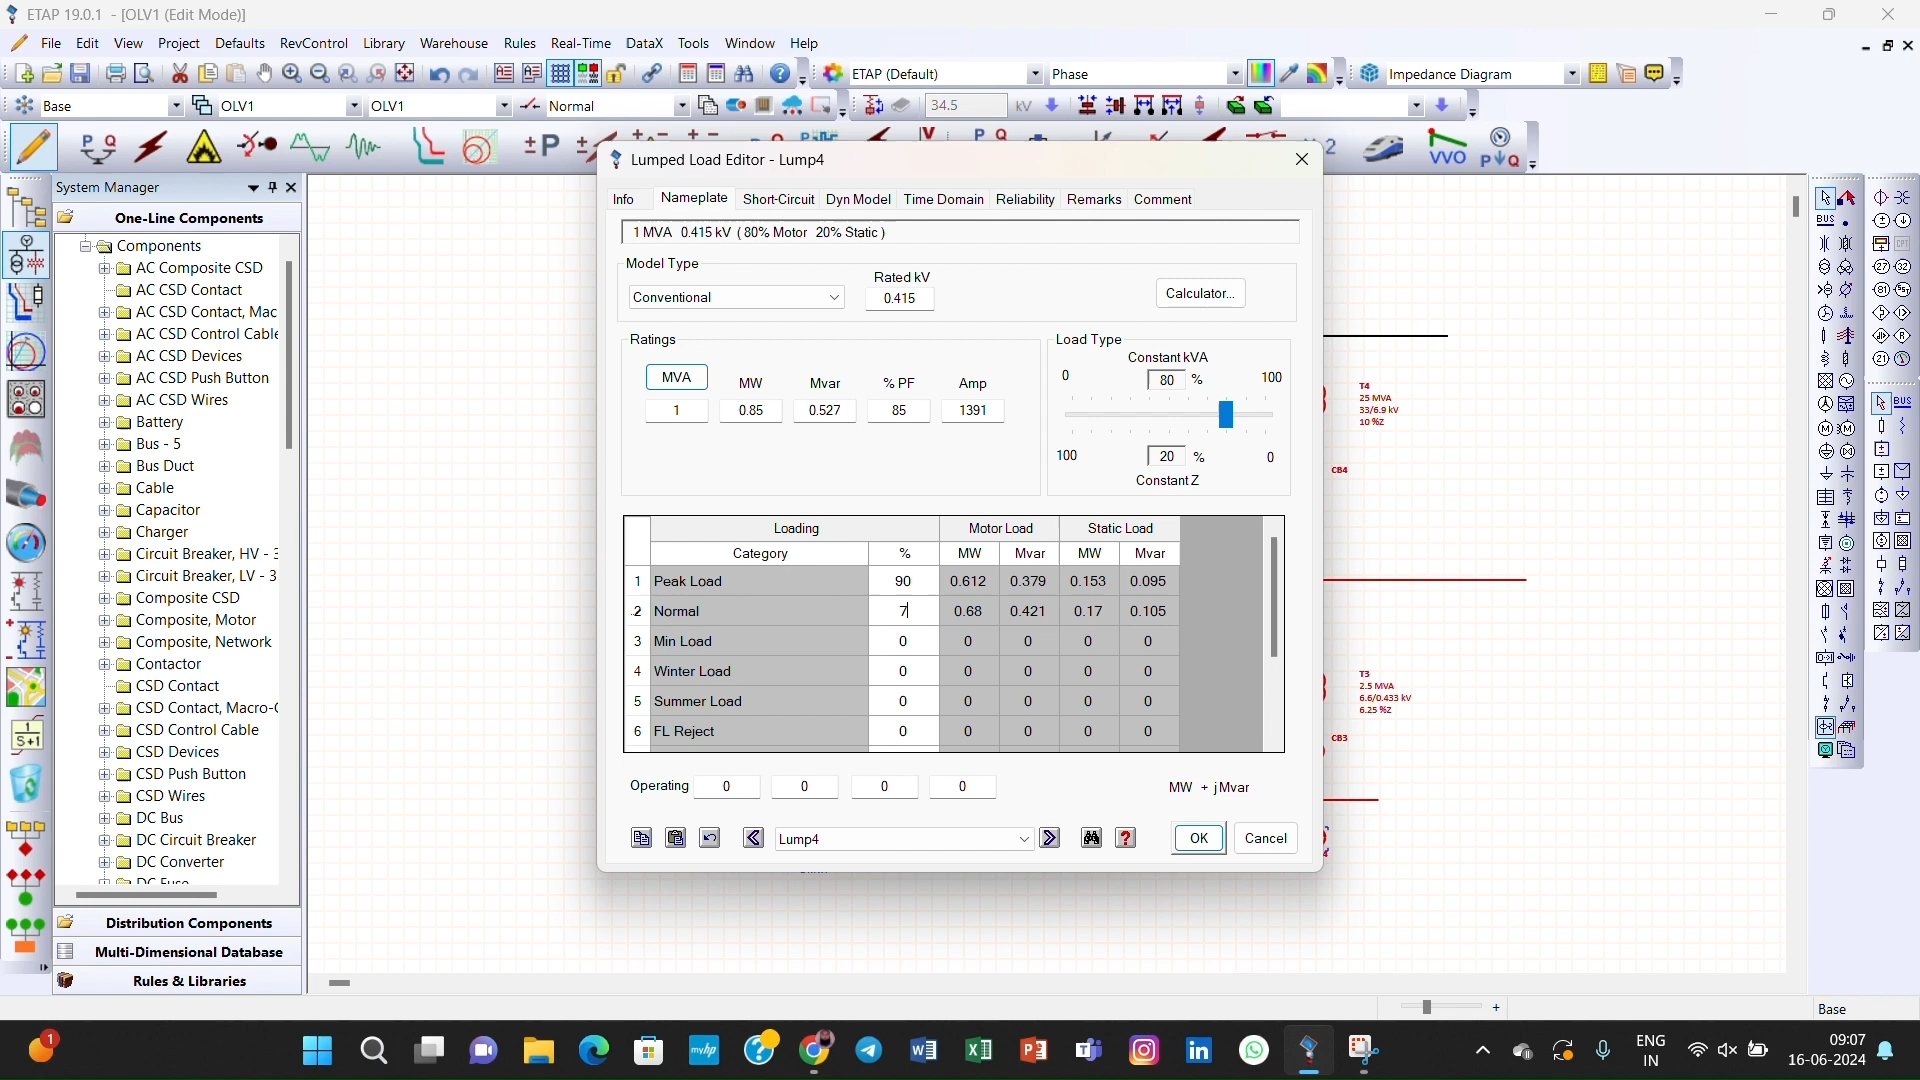 ETAP 19.0.1 - [OLV1 (Edit Mode)]
File Edit View Project Defaults RevControl Library Warehouse Rules Real-Time DataX Tools Window Help
ETAP (Default) Phase Impedance Diagram
Base OLV1 OLV1 Normal 34.5 kV
System Manager
One-Line Components
Components
AC Composite CSD
AC CSD Contact
AC CSD Contact, Mac
AC CSD Control Cable
AC CSD Devices
AC CSD Push Button
AC CSD Wires
Battery
Bus - 5
Bus Duct
Cable
Capacitor
Charger
Circuit Breaker, HV - 3
Circuit Breaker, LV - 3
Composite CSD
Composite, Motor
Composite, Network
Contactor
CSD Contact
CSD Contact, Macro-
CSD Control Cable
CSD Devices
CSD Push Button
CSD Wires
DC Bus
DC Circuit Breaker
DC Converter
DC Fuse
Distribution Components
Multi-Dimensional Database
Rules & Libraries
Lumped Load Editor - Lump4
Info Nameplate Short-Circuit Dyn Model Time Domain Reliability Remarks Comment
1 MVA 0.415 kV ( 80% Motor 20% Static )
Model Type
Rated kV
Conventional 0.415 Calculator...
Ratings
MVA MW Mvar % PF Amp
1 0.85 0.527 85 1391
Load Type
Constant kVA
0 80 % 100
100 20 % 0
Constant Z
Loading Motor Load Static Load
Category % MW Mvar MW Mvar
1 Peak Load 90 0.612 0.379 0.153 0.095
2 Normal 7 0.68 0.421 0.17 0.105
3 Min Load 0 0 0 0 0
4 Winter Load 0 0 0 0 0
5 Summer Load 0 0 0 0 0
6 FL Reject 0 0 0 0 0
Operating 0 0 0 0 MW + jMvar
Lump4 OK Cancel
T4
25 MVA
33/6.9 kV
10 %Z
CB4
T3
2.5 MVA
6.6/0.433 kV
6.25 %Z
CB3
Base
ENG
IN
09:07
16-06-2024